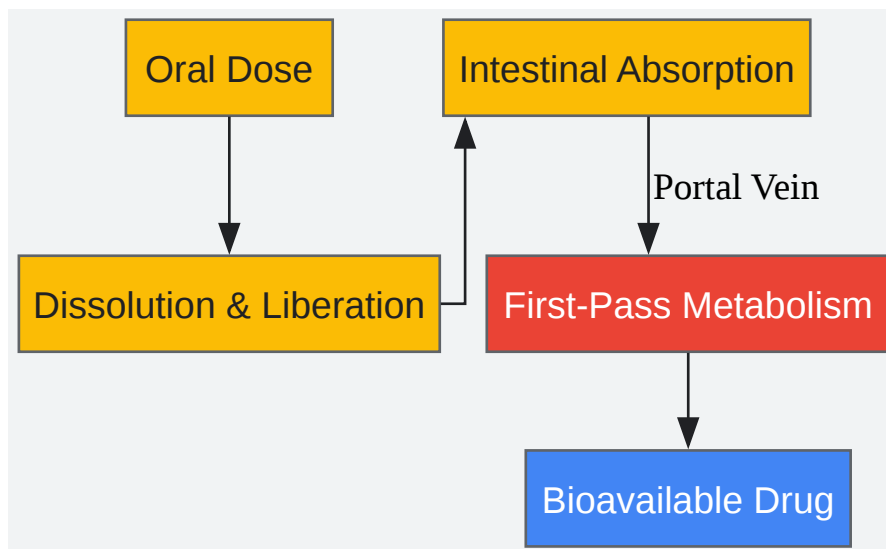 Oral Dose
Intestinal Absorption
Portal Vein
Dissolution & Liberation
First-Pass Metabolism
Bioavailable Drug